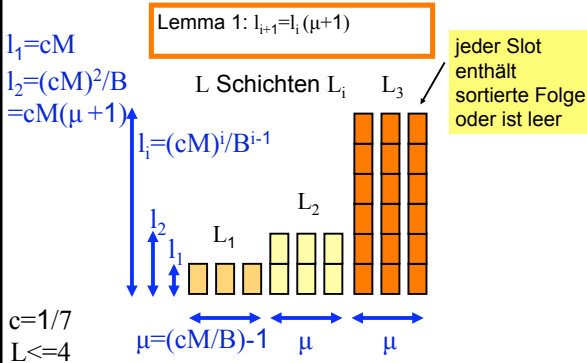 Lemma 1: lᵢ₊₁=lᵢ(μ+1)
l₁=cM
l₂=(cM)²/B
=cM(μ+1)
L Schichten Lᵢ
L₃
jeder Slot
enthält
sortierte Folge
oder ist leer
lᵢ=(cM)ⁱ/Bⁱ⁻¹
L₂
l₂
L₁
l₁
c=1/7
L<=4
μ=(cM/B)-1
μ
μ